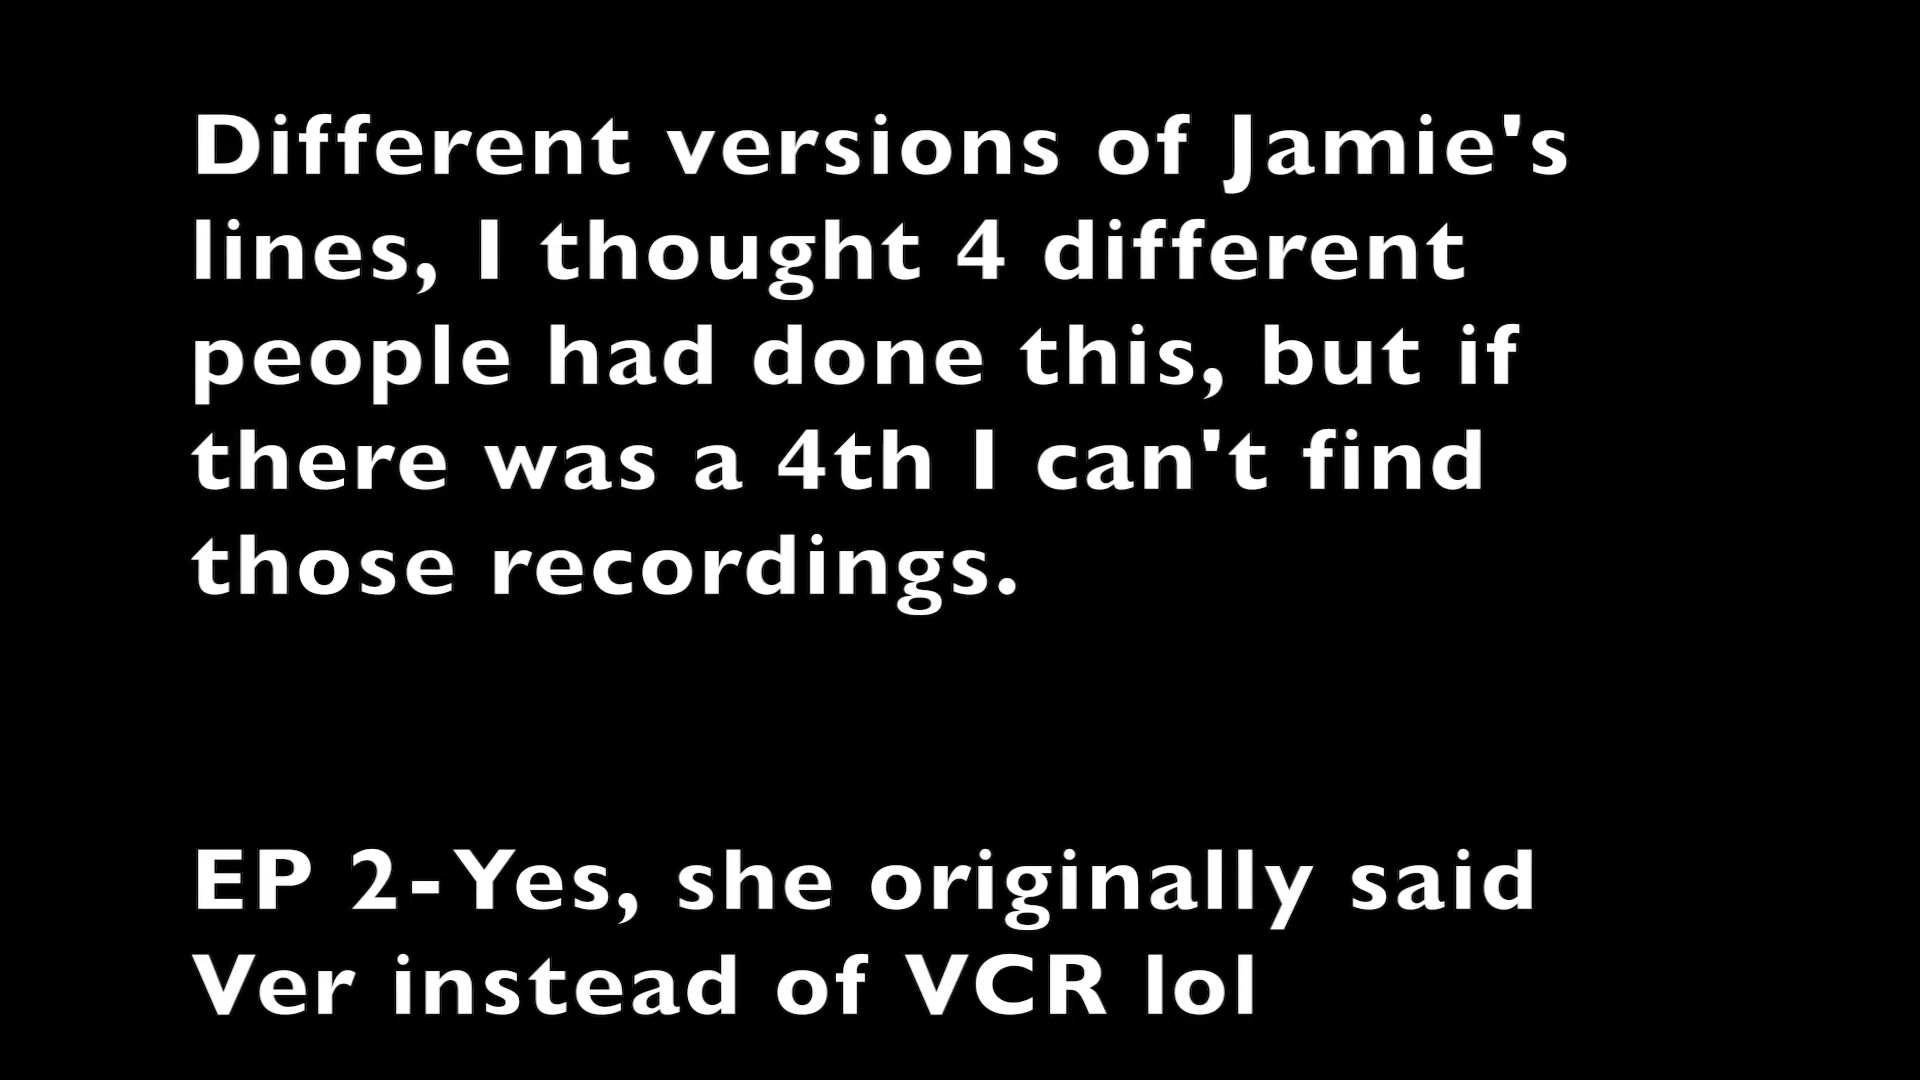 Different versions of Jamie's
lines, I thought 4 different
people had done this, but if
there was a 4th I can't find
those recordings.
EP 2-Yes, she originally said
Ver instead of VCR lol